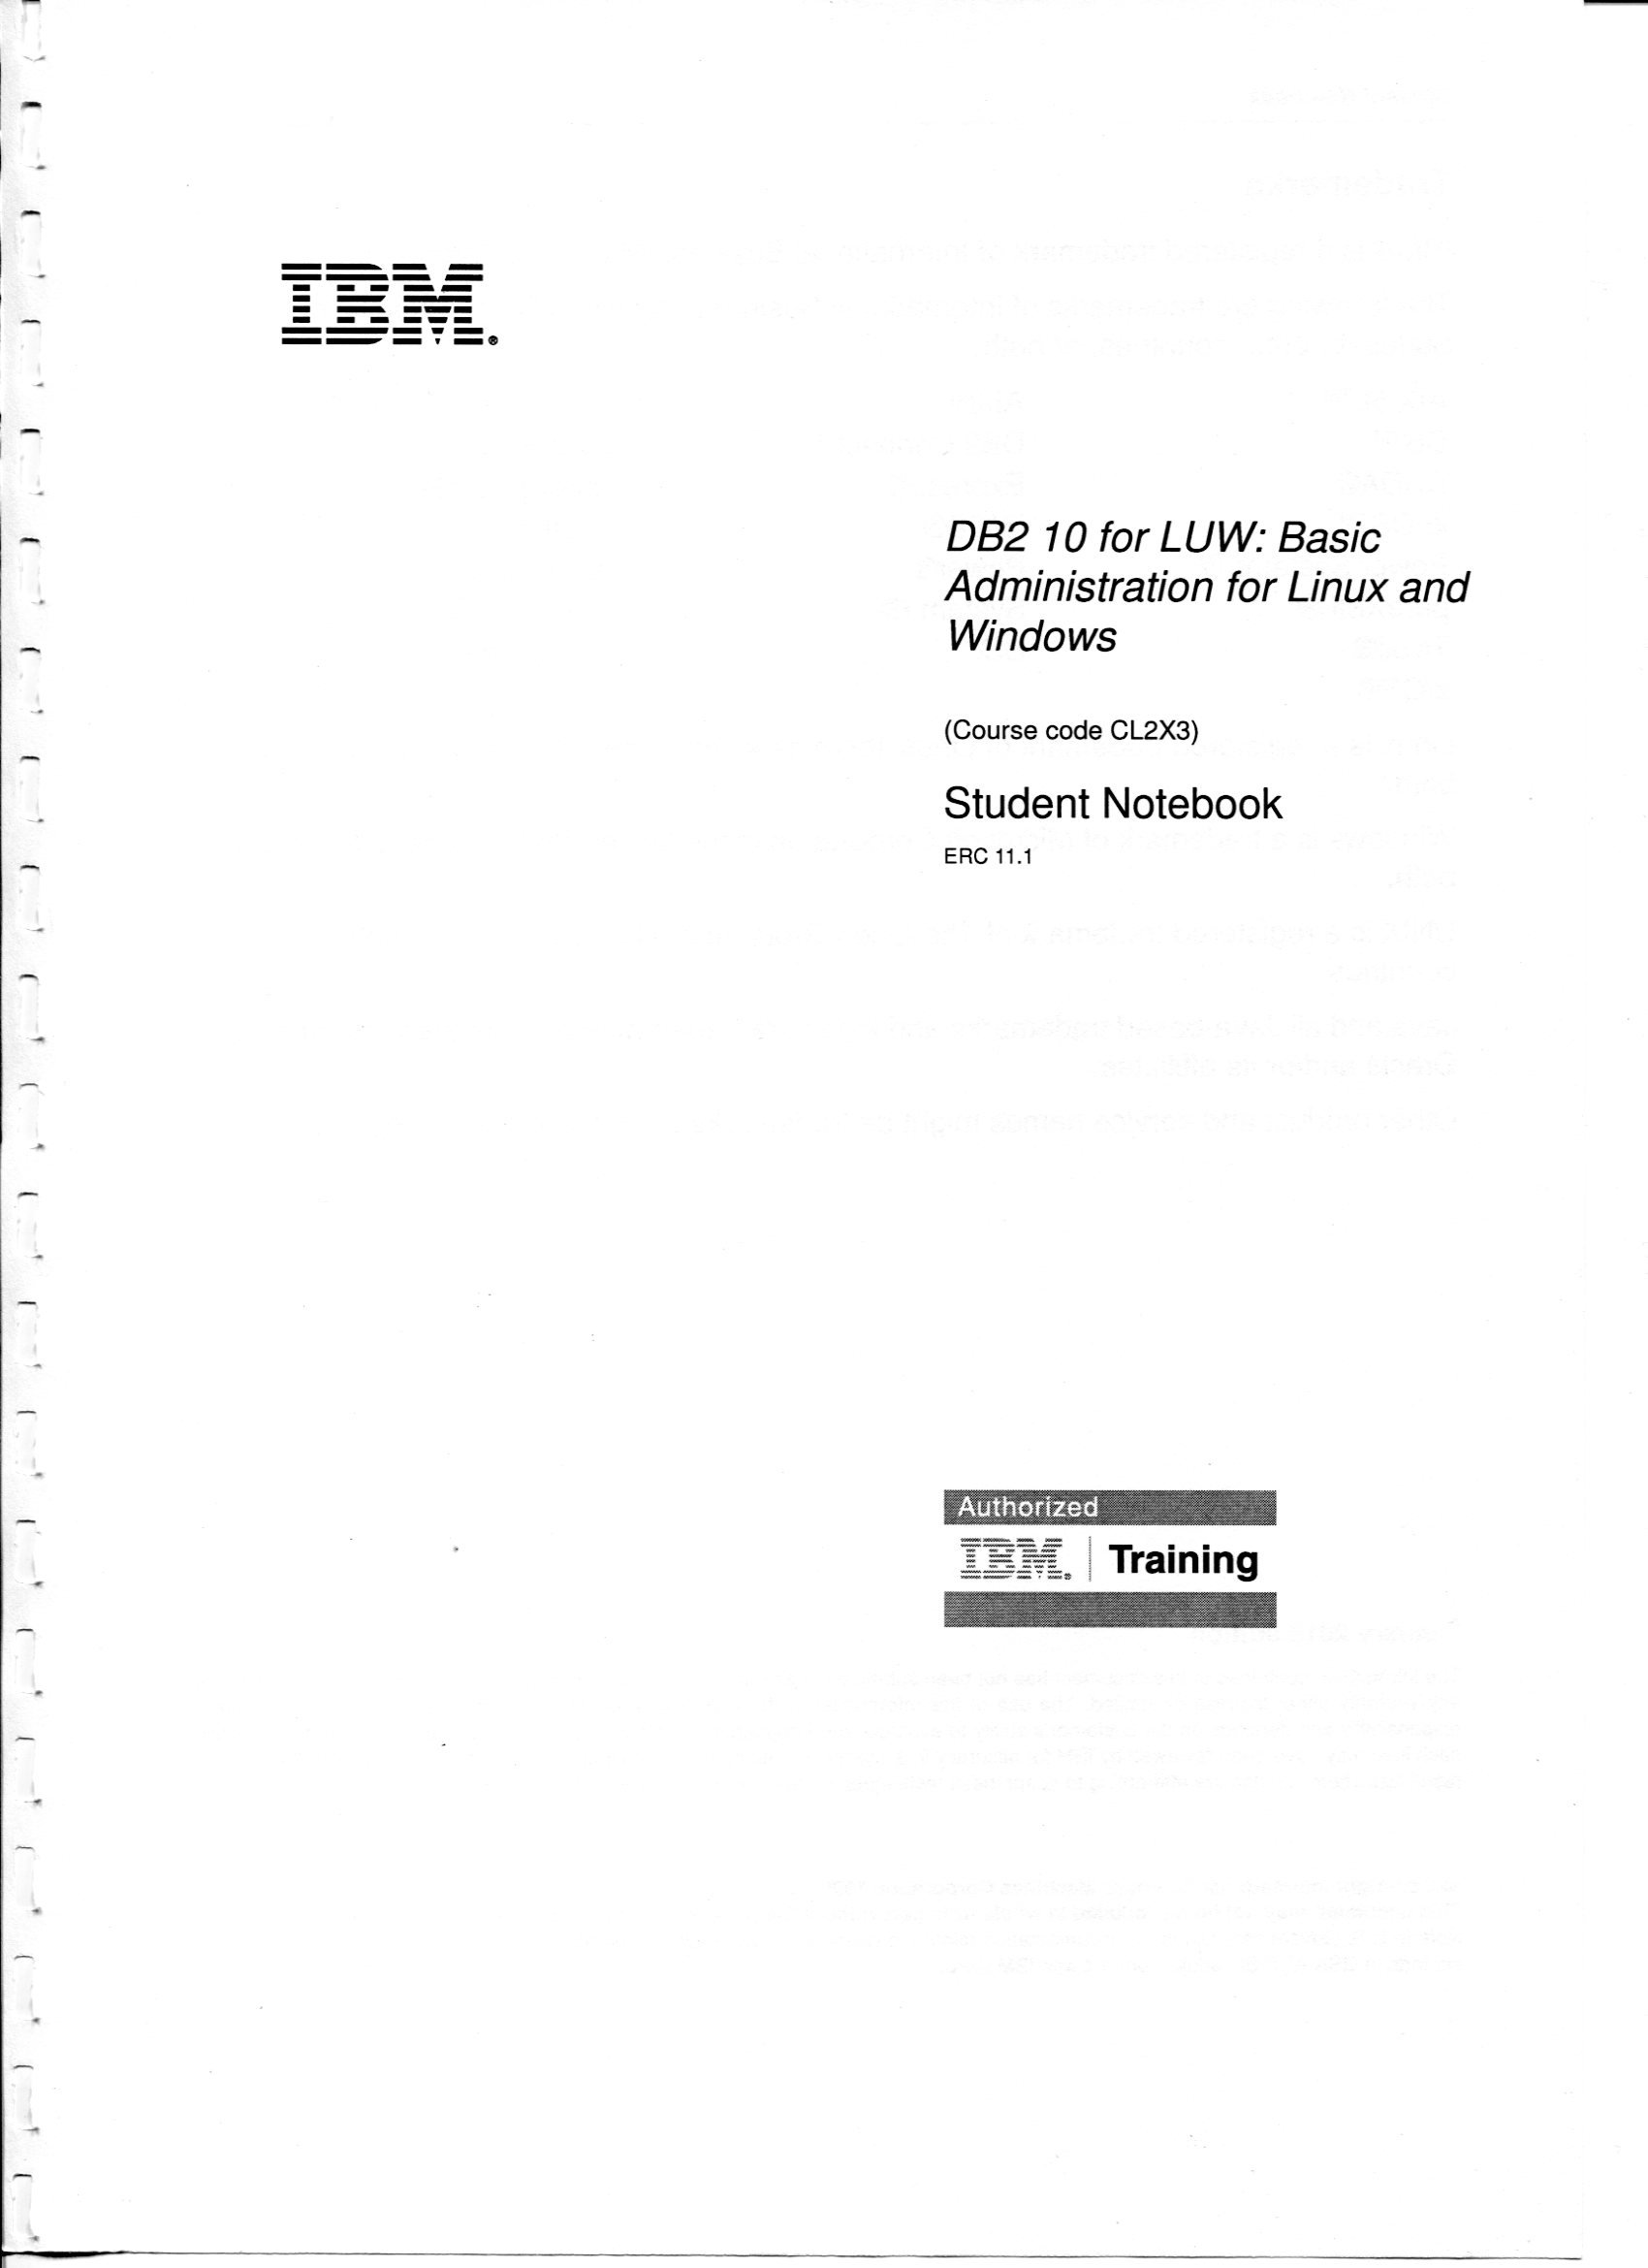 IBM®
DB2 10 for LUW: Basic
Administration for Linux and
Windows
(Course code CL2X3)
Student Notebook
ERC 11.1
Authorized
IBM® | Training